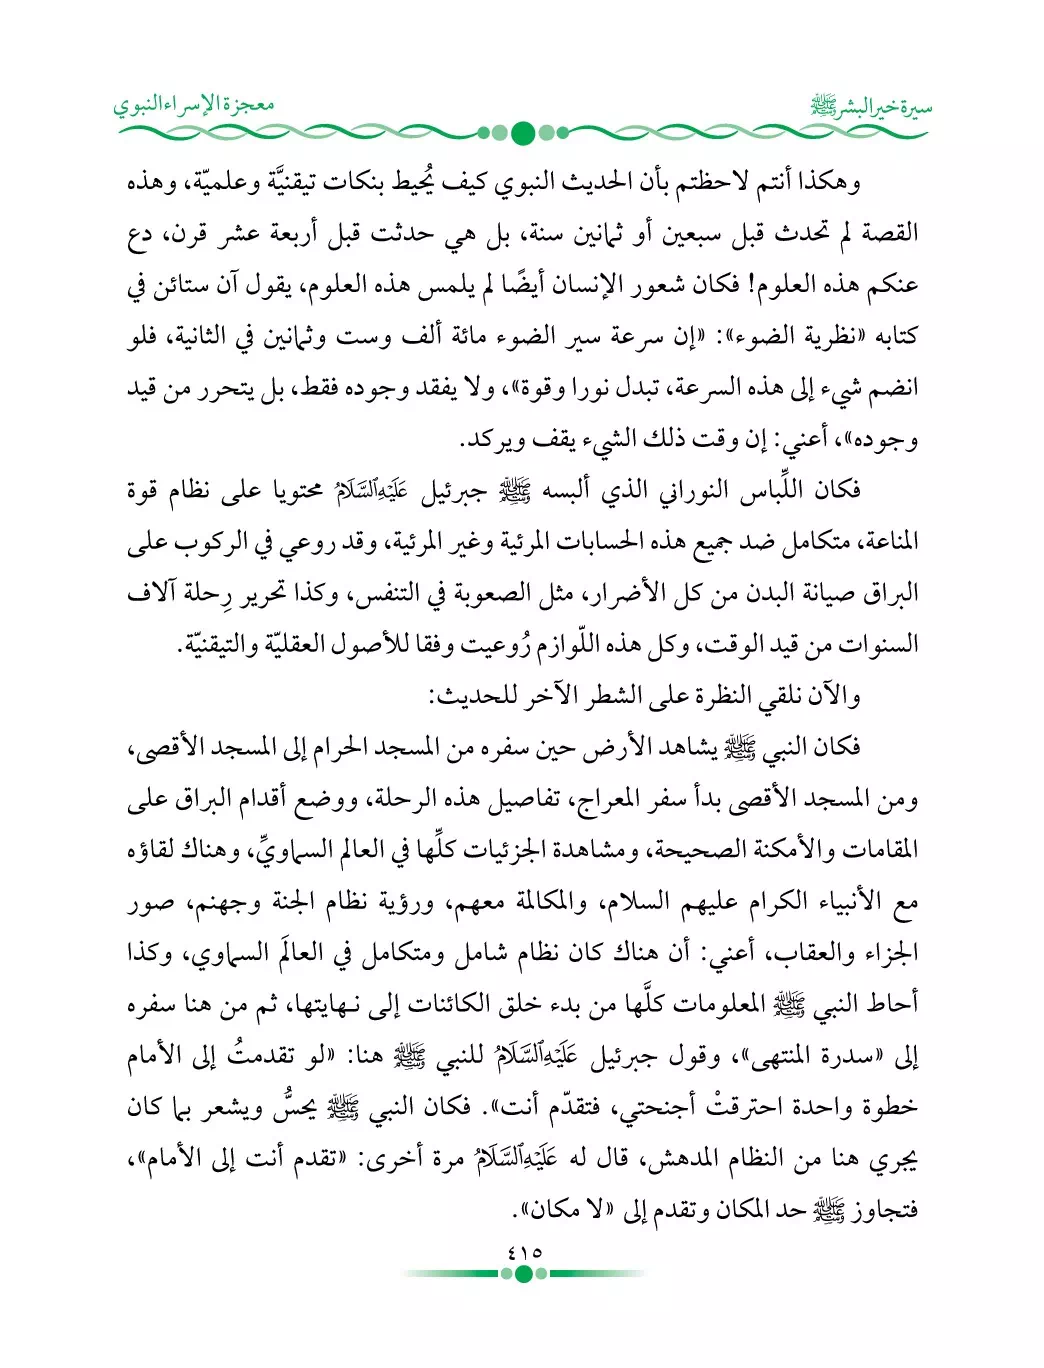 سيرة خير البشر ﷺ
معجزة الإسراء النبوي
وهكذا أنتم لاحظتم بأن الحديث النبوي كيف يُحيط بنكات تيقنيَّة وعلميّة، وهذه
القصة لم تحدث قبل سبعين أو ثمانين سنة، بل هي حدثت قبل أربعة عشر قرن، دع
عنكم هذه العلوم! فكان شعور الإنسان أيضًا لم يلمس هذه العلوم، يقول آن ستائن في
كتابه «نظرية الضوء»: «إن سرعة سير الضوء مائة ألف وست وثمانين في الثانية، فلو
انضم شيء إلى هذه السرعة، تبدل نورا وقوة»، ولا يفقد وجوده فقط، بل يتحرر من قيد
وجوده»، أعني: إن وقت ذلك الشيء يقف ويركد.
فكان اللِّباس النوراني الذي ألبسه ﷺ جبرئيل عَلَيْهِ السَّلَامُ محتويا على نظام قوة
المناعة، متكامل ضد جميع هذه الحسابات المرئية وغير المرئية، وقد روعي في الركوب على
البراق صيانة البدن من كل الأضرار، مثل الصعوبة في التنفس، وكذا تحرير رِحلة آلاف
السنوات من قيد الوقت، وكل هذه اللّوازم رُوعيت وفقا للأصول العقليّة والتيقنيّة.
والآن نلقي النظرة على الشطر الآخر للحديث:
فكان النبي ﷺ يشاهد الأرض حين سفره من المسجد الحرام إلى المسجد الأقصى،
ومن المسجد الأقصى بدأ سفر المعراج، تفاصيل هذه الرحلة، ووضع أقدام البراق على
المقامات والأمكنة الصحيحة، ومشاهدة الجزئيات كلِّها في العالم السماويِّ، وهناك لقاؤه
مع الأنبياء الكرام عليهم السلام، والمكالمة معهم، ورؤية نظام الجنة وجهنم، صور
الجزاء والعقاب، أعني: أن هناك كان نظام شامل ومتكامل في العالَم السماوي، وكذا
أحاط النبي ﷺ المعلومات كلَّها من بدء خلق الكائنات إلى نـهايتها، ثم من هنا سفره
إلى «سدرة المنتهى»، وقول جبرئيل عَلَيْهِ السَّلَامُ للنبي ﷺ هنا: «لو تقدمتُ إلى الأمام
خطوة واحدة احترقتْ أجنحتي، فتقدّم أنت». فكان النبي ﷺ يحسُّ ويشعر بما كان
يجري هنا من النظام المدهش، قال له عَلَيْهِ السَّلَامُ مرة أخرى: «تقدم أنت إلى الأمام»،
فتجاوز ﷺ حد المكان وتقدم إلى «لا مكان».
٤١٥